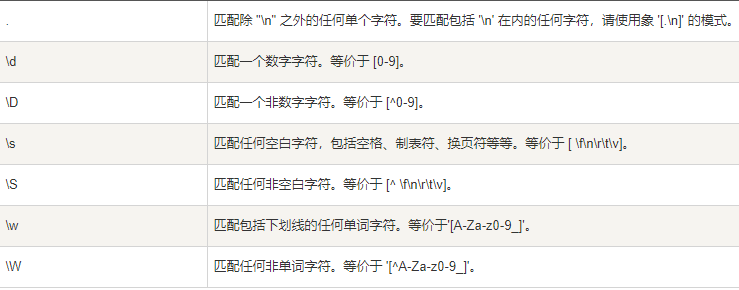 . 匹配除 "\n" 之外的任何单个字符。要匹配包括 '\n' 在内的任何字符，请使用象 '[.\n]' 的模式。
\d 匹配一个数字字符。等价于 [0-9]。
\D 匹配一个非数字字符。等价于 [^0-9]。
\s 匹配任何空白字符，包括空格、制表符、换页符等等。等价于 [ \f\n\r\t\v]。
\S 匹配任何非空白字符。等价于 [^ \f\n\r\t\v]。
\w 匹配包括下划线的任何单词字符。等价于'[A-Za-z0-9_]'。
\W 匹配任何非单词字符。等价于 '[^A-Za-z0-9_]'。